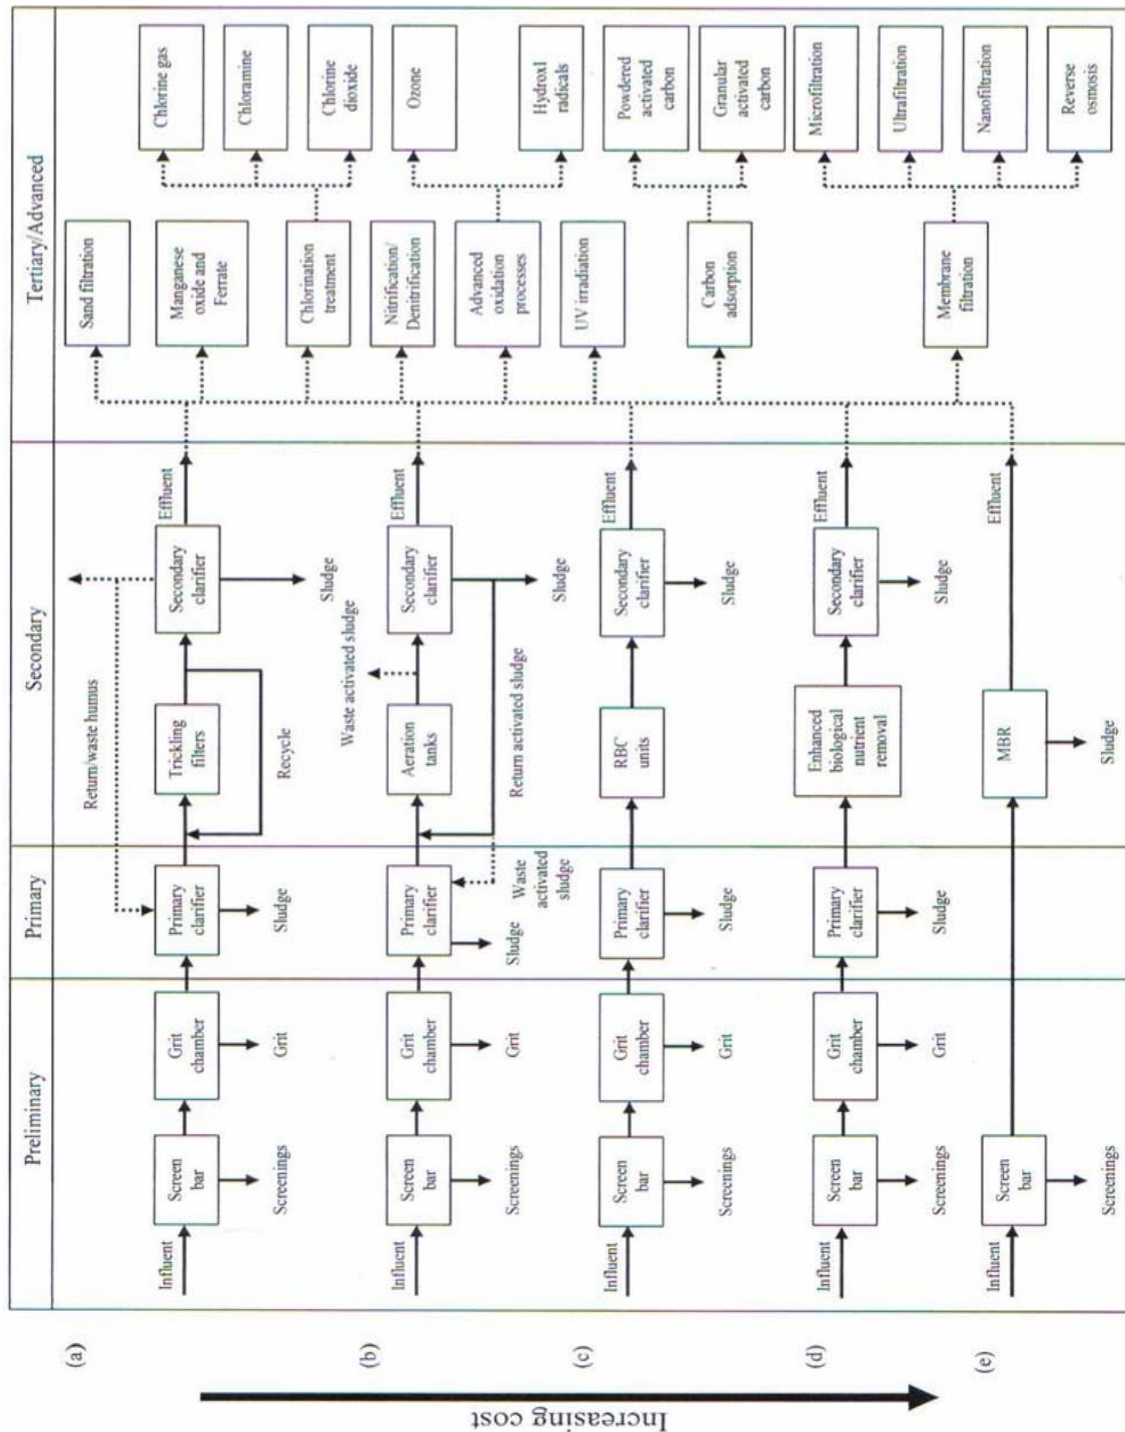 Preliminary
Primary
Secondary
Tertiary/Advanced
(a)
Influent
Screen
bar
Screenings
Grit
chamber
Grit
Primary
clarifier
Sludge
Return/waste humus
Trickling
filters
Recycle
Secondary
clarifier
Sludge
Effluent
(b)
Influent
Screen
bar
Screenings
Grit
chamber
Grit
Primary
clarifier
Sludge
Waste
activated
sludge
Aeration
tanks
Waste activated sludge
Return activated sludge
Secondary
clarifier
Sludge
Effluent
(c)
Influent
Screen
bar
Screenings
Grit
chamber
Grit
Primary
clarifier
Sludge
RBC
units
Secondary
clarifier
Sludge
Effluent
(d)
Influent
Screen
bar
Screenings
Grit
chamber
Grit
Primary
clarifier
Sludge
Enhanced
biological
nutrient
removal
Secondary
clarifier
Sludge
Effluent
(e)
Influent
Screen
bar
Screenings
MBR
Sludge
Effluent
Sand filtration
Manganese
oxide and
Ferrate
Chlorination
treatment
Nitrification/
Denitrification
Advanced
oxidation
processes
UV irradiation
Carbon
adsorption
Membrane
filtration
Chlorine gas
Chloramine
Chlorine
dioxide
Ozone
Hydroxl
radicals
Powdered
activated
carbon
Granular
activated
carbon
Microfiltration
Ultrafiltration
Nanofiltration
Reverse
osmosis
Increasing cost